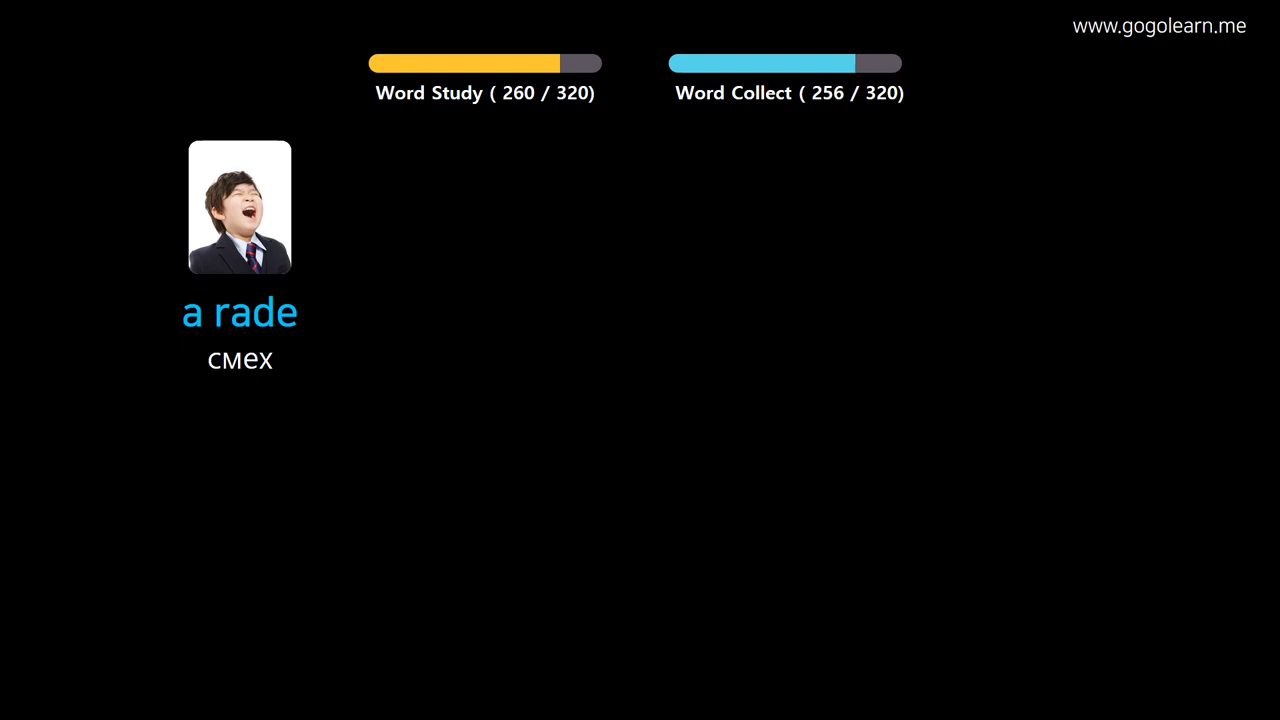 www.gogolearn.me
Word Study ( 260 / 320)
Word Collect ( 256 / 320)
a rade
смех